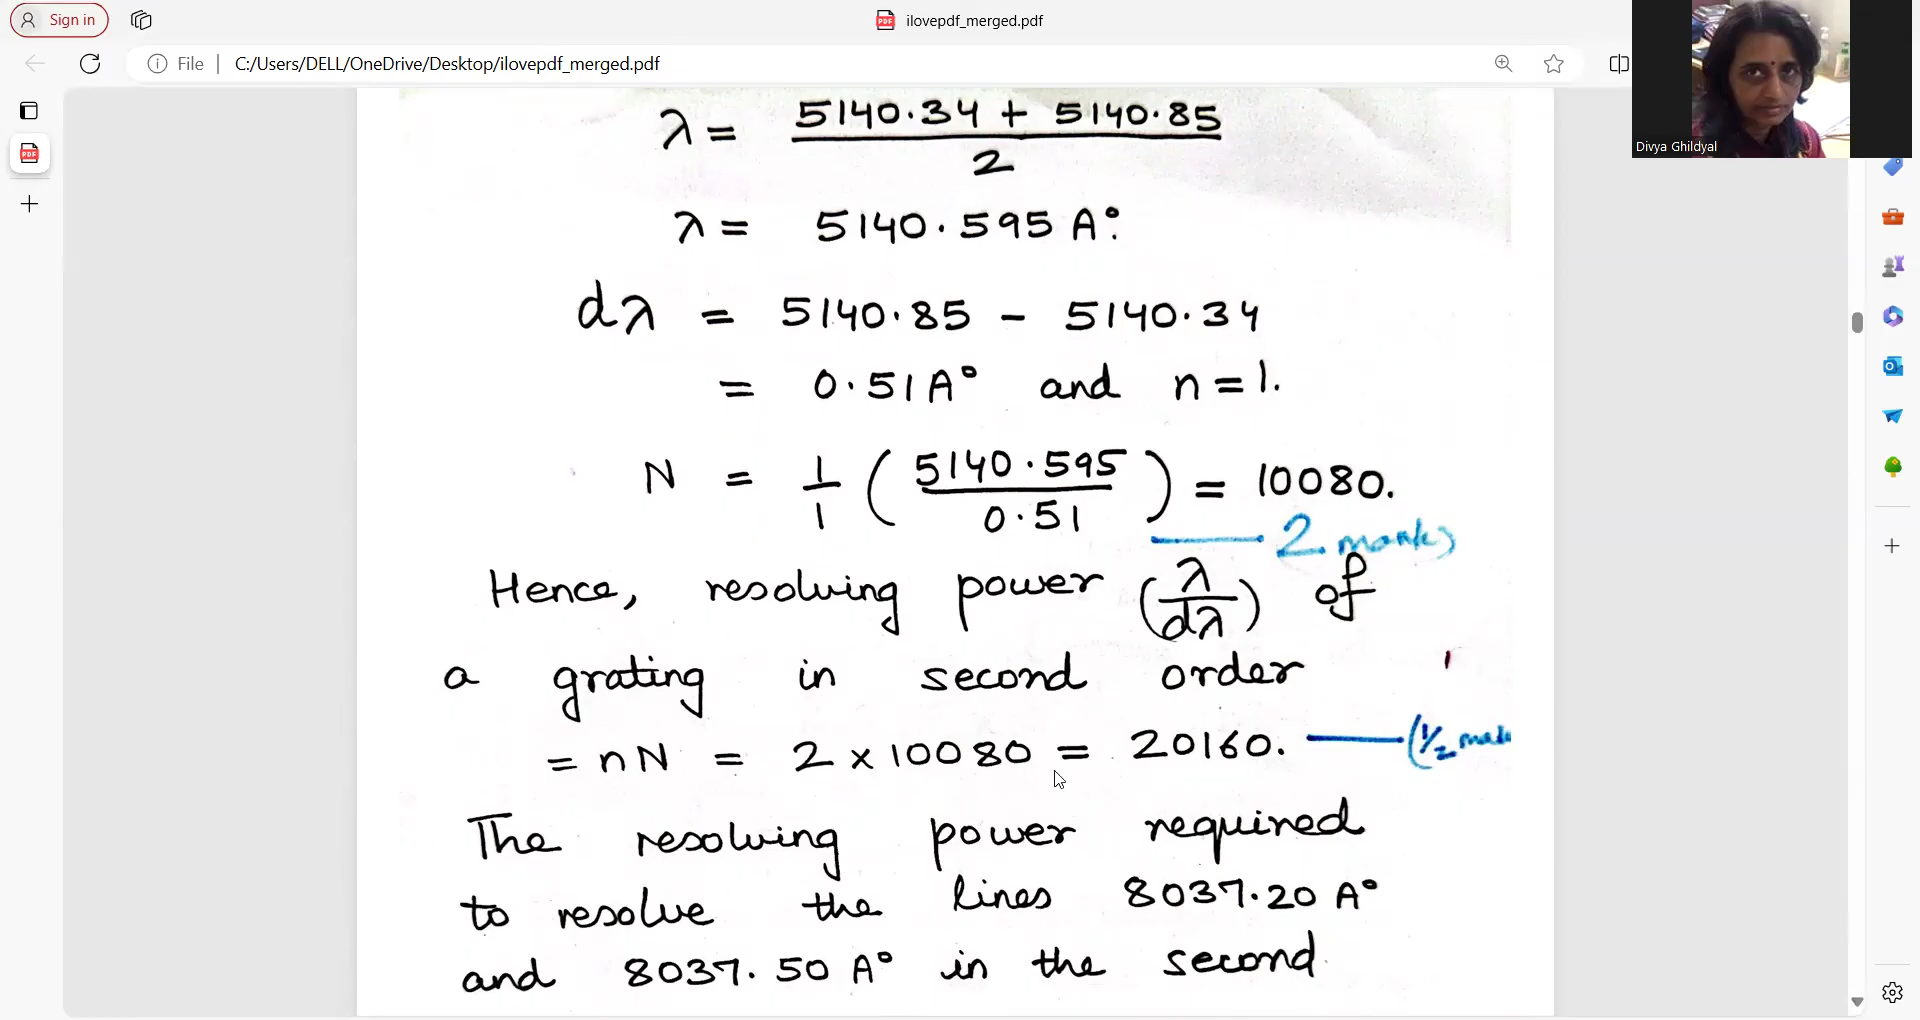 Sign in
ilovepdf_merged.pdf
File
C:/Users/DELL/OneDrive/Desktop/ilovepdf_merged.pdf
Divya Ghildyal
λ = 5140.34 + 5140.85 / 2
λ = 5140.595 A°.
dλ = 5140.85 - 5140.34
= 0.51 A° and n = 1.
N = 1/1 ( 5140.595 / 0.51 ) = 10080.
2 marks
Hence, resolving power (λ/dλ) of
a grating in second order
= nN = 2 x 10080 = 20160. (1/2 mark
The resolving power required
to resolve the lines 8037.20 A°
and 8037.50 A° in the second